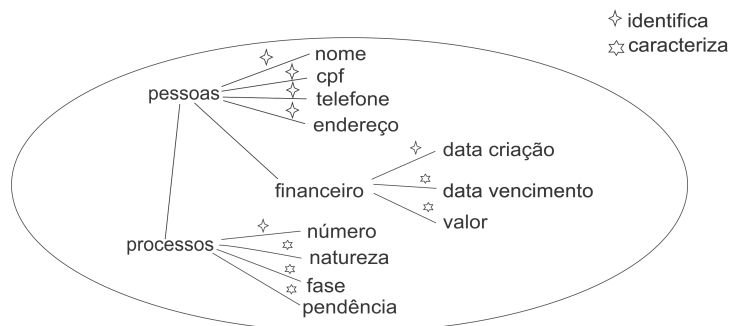 identifica
caracteriza
nome
cpf
pessoas
telefone
endereço
data criação
financeiro
data vencimento
valor
número
processos
natureza
fase
pendência